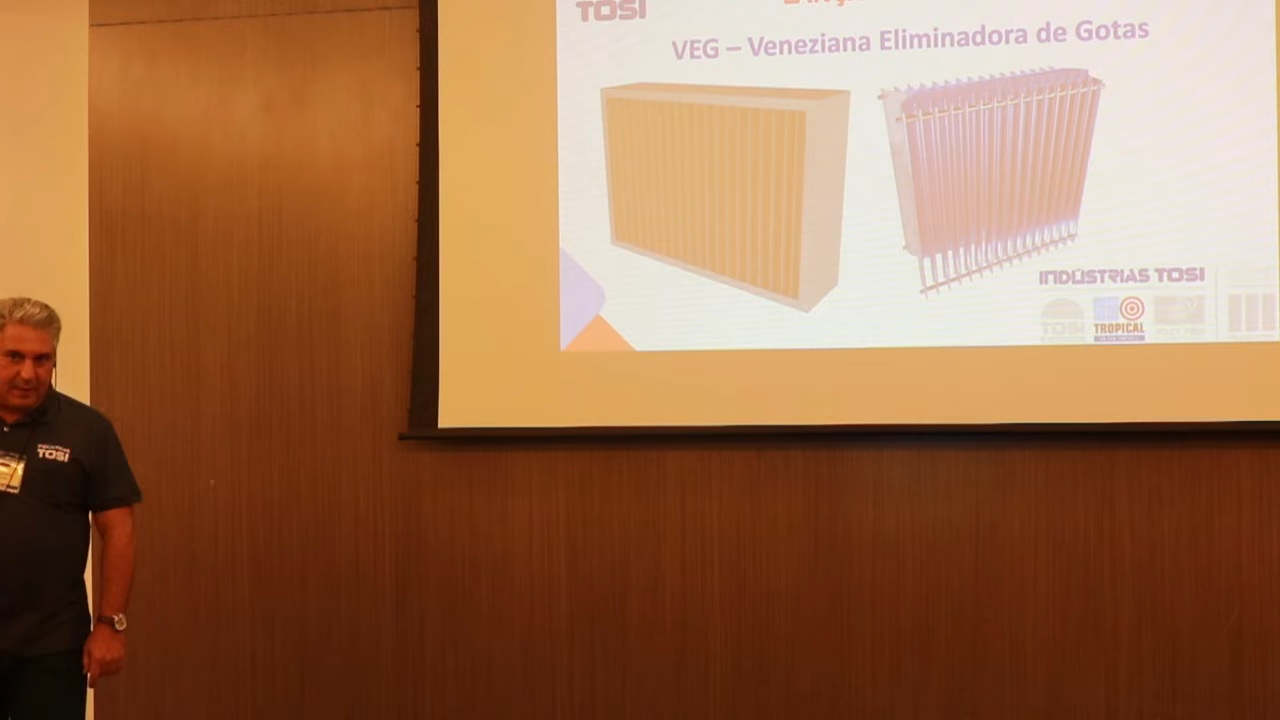 TOSI
VEG – Veneziana Eliminadora de Gotas
INDÚSTRIAS TOSI
TOSI
TROPICAL
TOSI